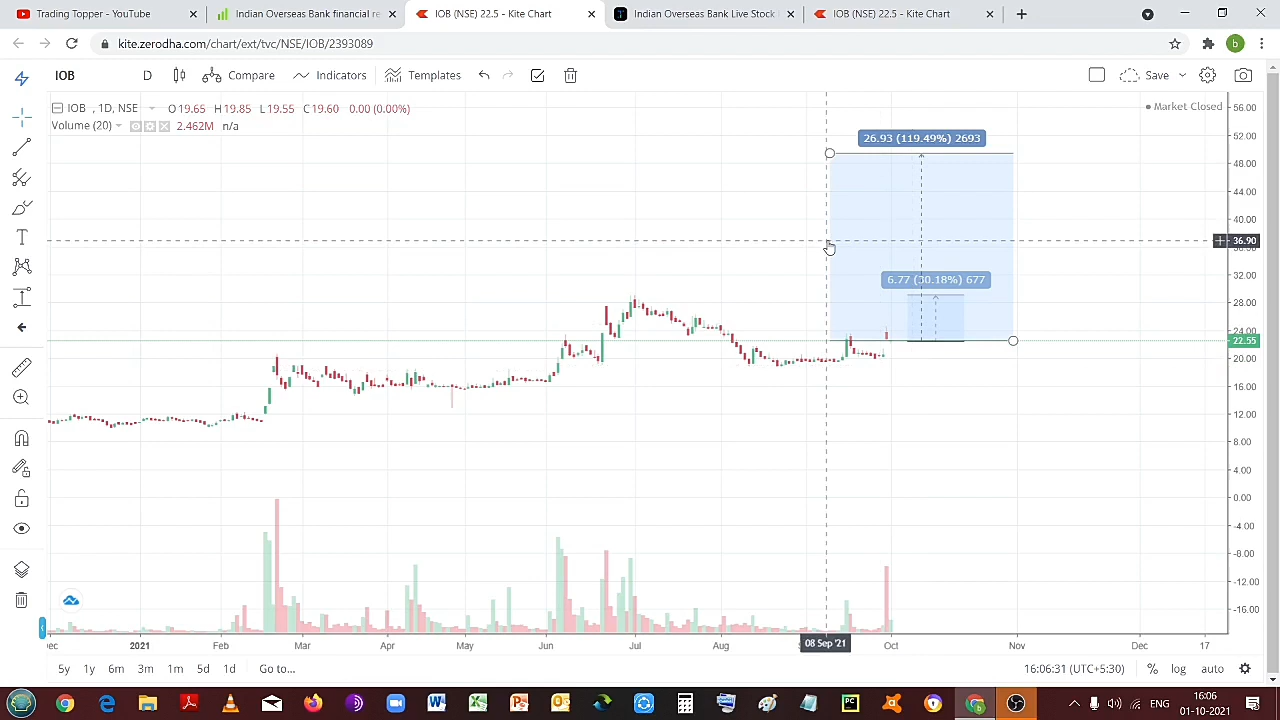 Trading Topper - YouTube
Indian Overseas Bank financial re
IOB (NSE) 22.5 - Kite Chart
Indian Overseas Bank Live Stock
IOB (NSE) 22.5 - Kite Chart
kite.zerodha.com/chart/ext/tvc/NSE/IOB/2393089
b
IOB D Compare Indicators Templates Save
IOB , 1D, NSE O19.65 H19.85 L19.55 C19.60 0.00 (0.00%)
Market Closed
Volume (20) 2.462M n/a
26.93 (119.49%) 2693
6.77 (30.18%) 677
56.00
52.00
48.00
44.00
40.00
36.90
32.00
28.00
24.00
22.55
20.00
16.00
12.00
8.00
4.00
0.00
-4.00
-8.00
-12.00
-16.00
2021 Feb Mar Apr May Jun Jul Aug 08 Sep '21 Oct Nov Dec 17
5y 1y 6m 3m 1m 5d 1d Go to... 16:06:31 (UTC+5:30) % log auto
ENG
16:06
01-10-2021